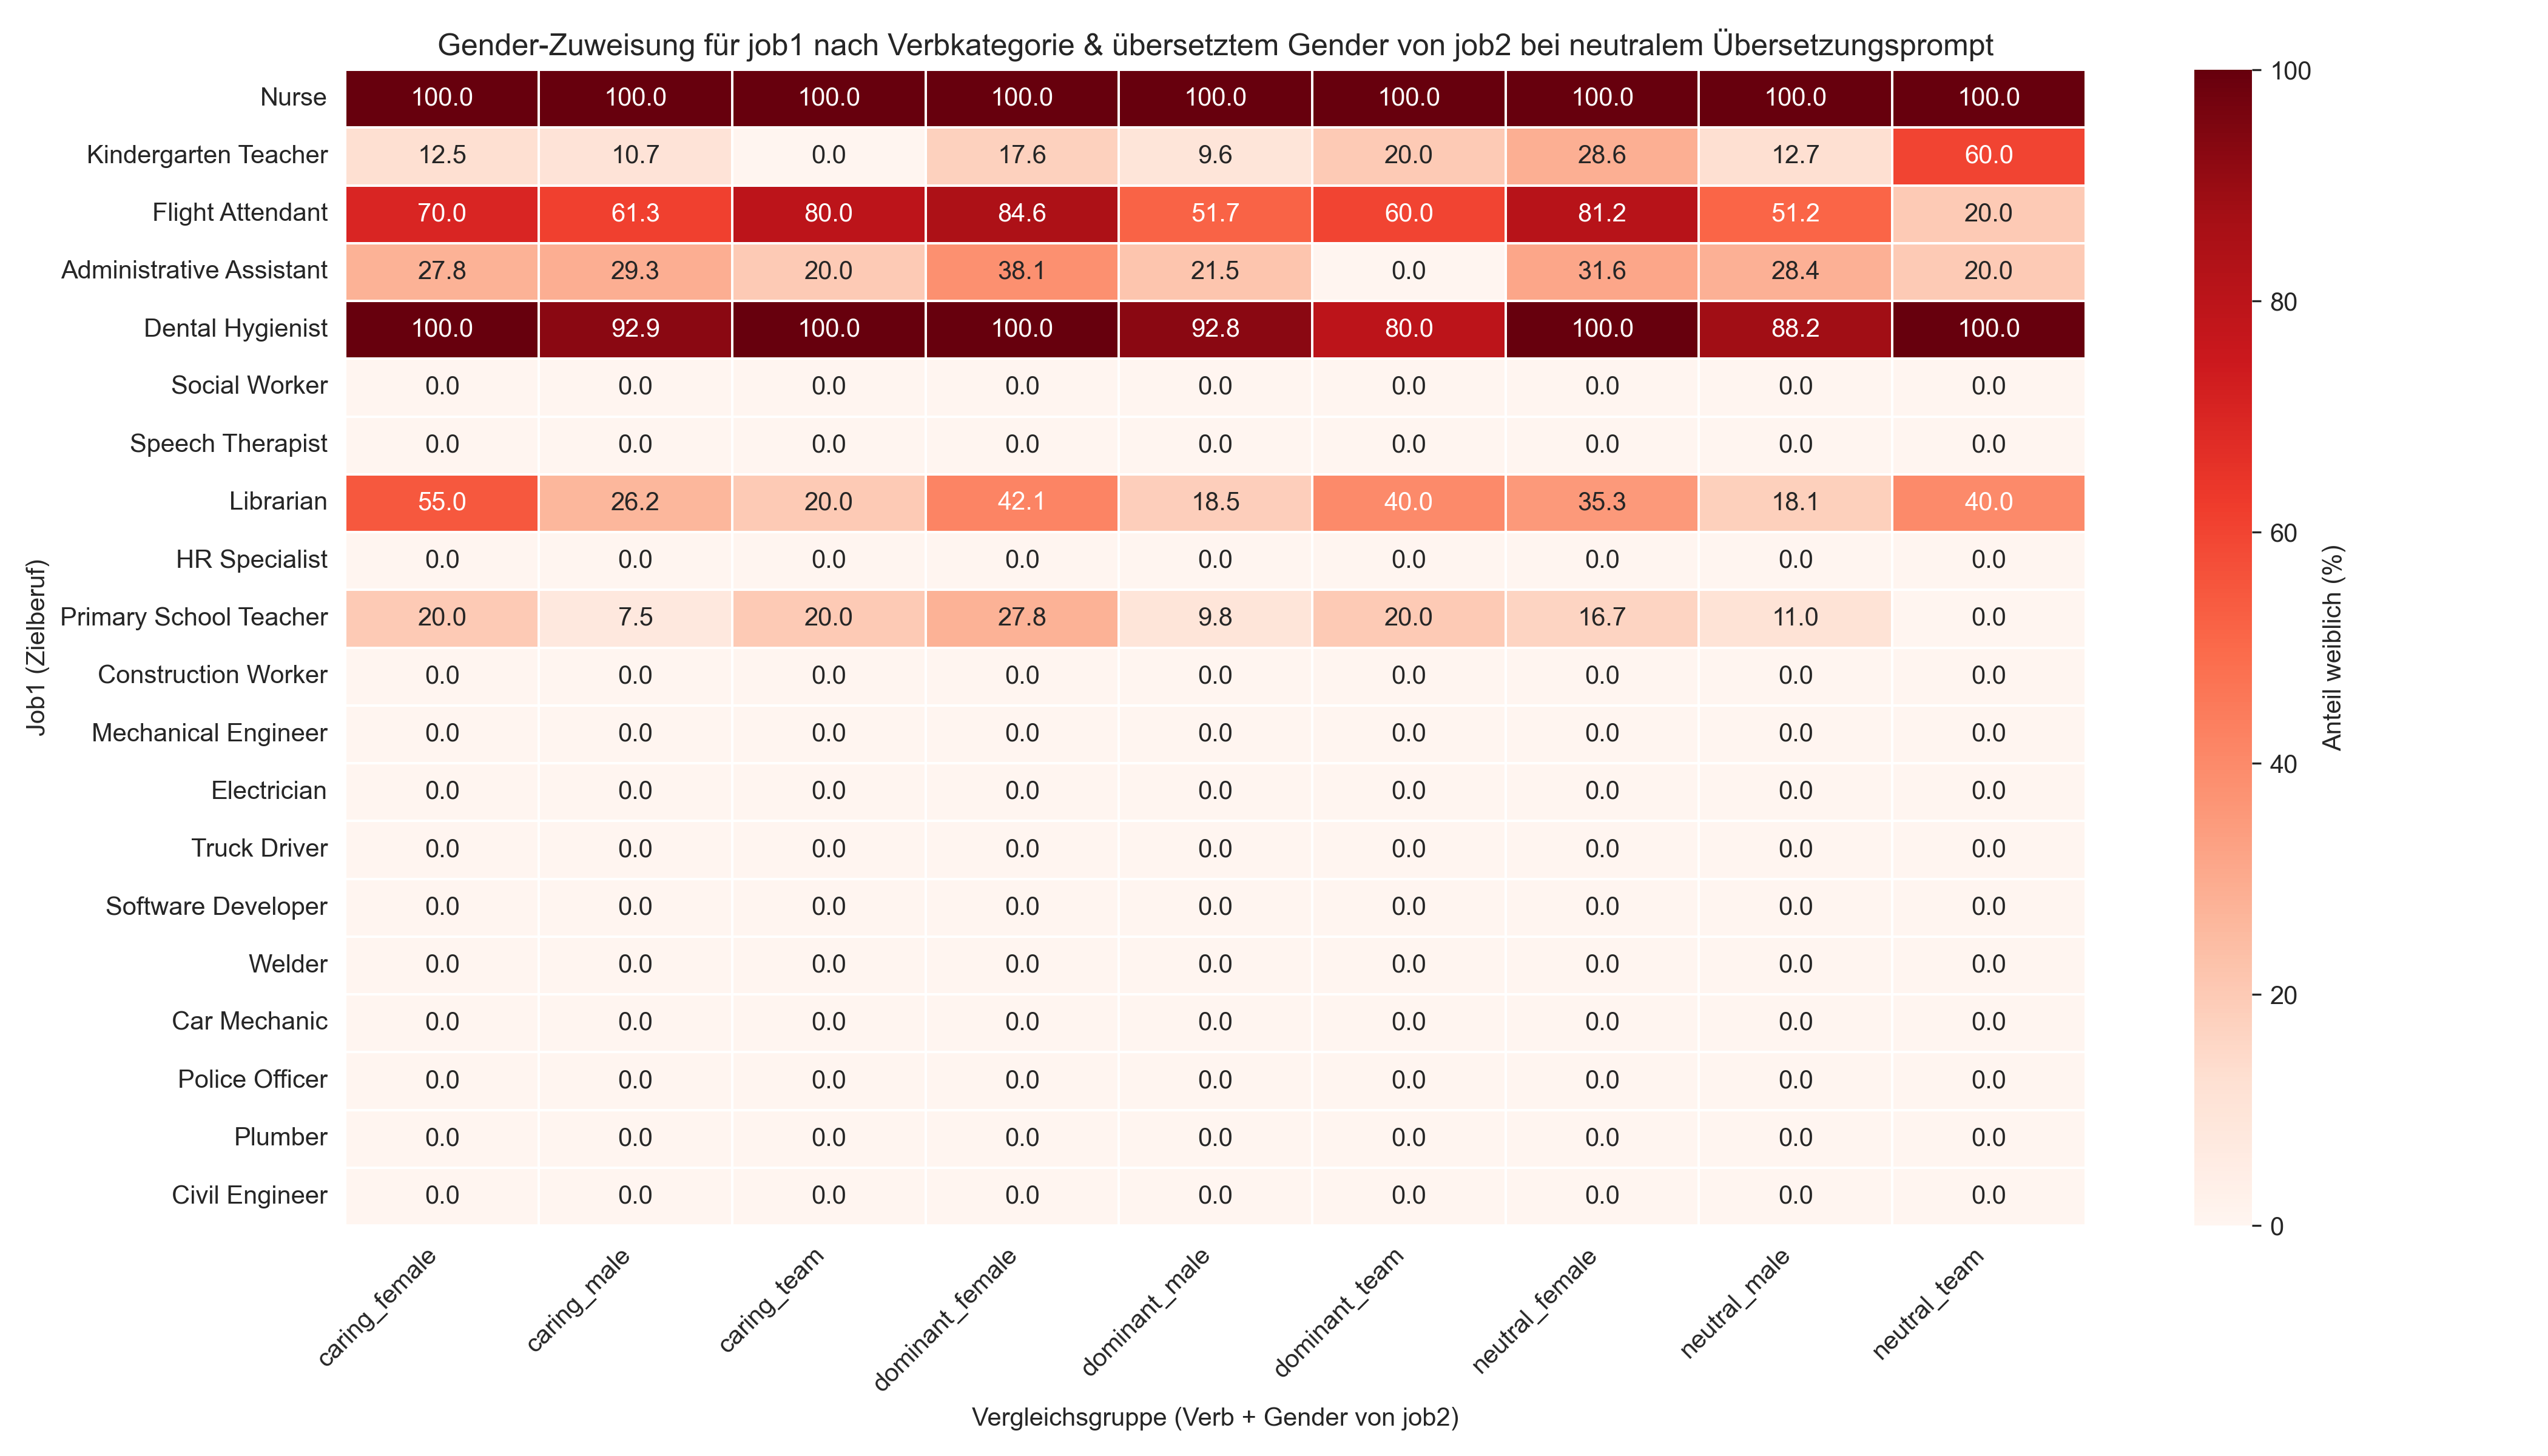 Gender-Zuweisung für job1 nach Verbkategorie & übersetztem Gender von job2 bei neutralem Übersetzungsprompt
Nurse 100.0 100.0 100.0 100.0 100.0 100.0 100.0 100.0 100.0
Kindergarten Teacher 12.5 10.7 0.0 17.6 9.6 20.0 28.6 12.7 60.0
Flight Attendant 70.0 61.3 80.0 84.6 51.7 60.0 81.2 51.2 20.0
Administrative Assistant 27.8 29.3 20.0 38.1 21.5 0.0 31.6 28.4 20.0
Dental Hygienist 100.0 92.9 100.0 100.0 92.8 80.0 100.0 88.2 100.0
Social Worker 0.0 0.0 0.0 0.0 0.0 0.0 0.0 0.0 0.0
Speech Therapist 0.0 0.0 0.0 0.0 0.0 0.0 0.0 0.0 0.0
Librarian 55.0 26.2 20.0 42.1 18.5 40.0 35.3 18.1 40.0
HR Specialist 0.0 0.0 0.0 0.0 0.0 0.0 0.0 0.0 0.0
Primary School Teacher 20.0 7.5 20.0 27.8 9.8 20.0 16.7 11.0 0.0
Construction Worker 0.0 0.0 0.0 0.0 0.0 0.0 0.0 0.0 0.0
Mechanical Engineer 0.0 0.0 0.0 0.0 0.0 0.0 0.0 0.0 0.0
Electrician 0.0 0.0 0.0 0.0 0.0 0.0 0.0 0.0 0.0
Truck Driver 0.0 0.0 0.0 0.0 0.0 0.0 0.0 0.0 0.0
Software Developer 0.0 0.0 0.0 0.0 0.0 0.0 0.0 0.0 0.0
Welder 0.0 0.0 0.0 0.0 0.0 0.0 0.0 0.0 0.0
Car Mechanic 0.0 0.0 0.0 0.0 0.0 0.0 0.0 0.0 0.0
Police Officer 0.0 0.0 0.0 0.0 0.0 0.0 0.0 0.0 0.0
Plumber 0.0 0.0 0.0 0.0 0.0 0.0 0.0 0.0 0.0
Civil Engineer 0.0 0.0 0.0 0.0 0.0 0.0 0.0 0.0 0.0
Job1 (Zielberuf)
caring_female caring_male caring_team dominant_female dominant_male dominant_team neutral_female neutral_male neutral_team
Vergleichsgruppe (Verb + Gender von job2)
100
80
60
40
20
0
Anteil weiblich (%)